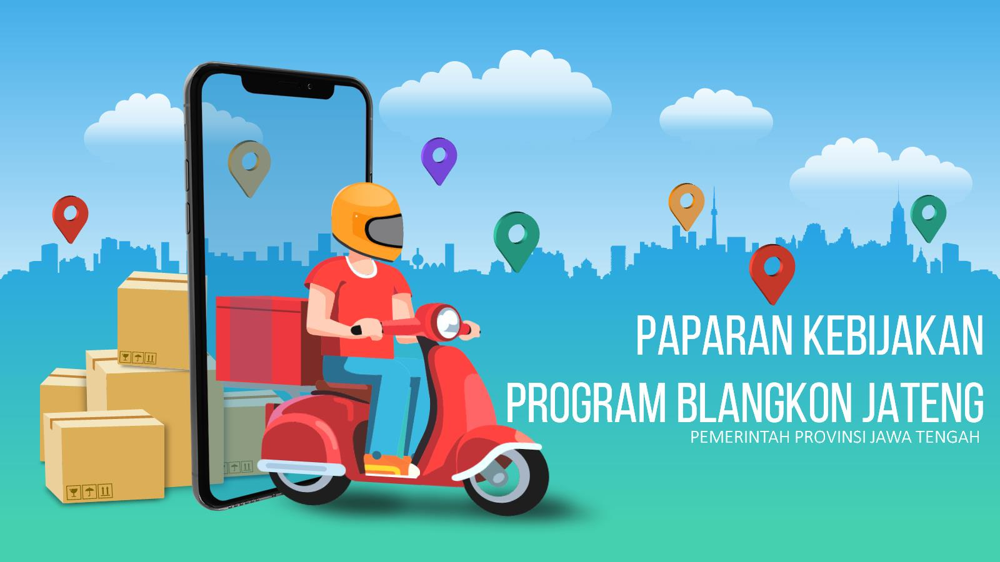 PAPARAN KEBIJAKAN
PROGRAM BLANGKON JATENG
PEMERINTAH PROVINSI JAWA TENGAH